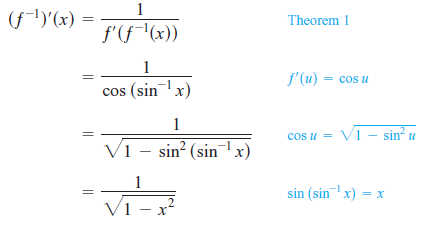 (f⁻¹)'(x) = 1 / f'(f⁻¹(x))    Theorem 1
= 1 / cos (sin⁻¹ x)    f'(u) = cos u
= 1 / √(1 − sin² (sin⁻¹ x))    cos u = √(1 − sin² u)
= 1 / √(1 − x²)    sin (sin⁻¹ x) = x